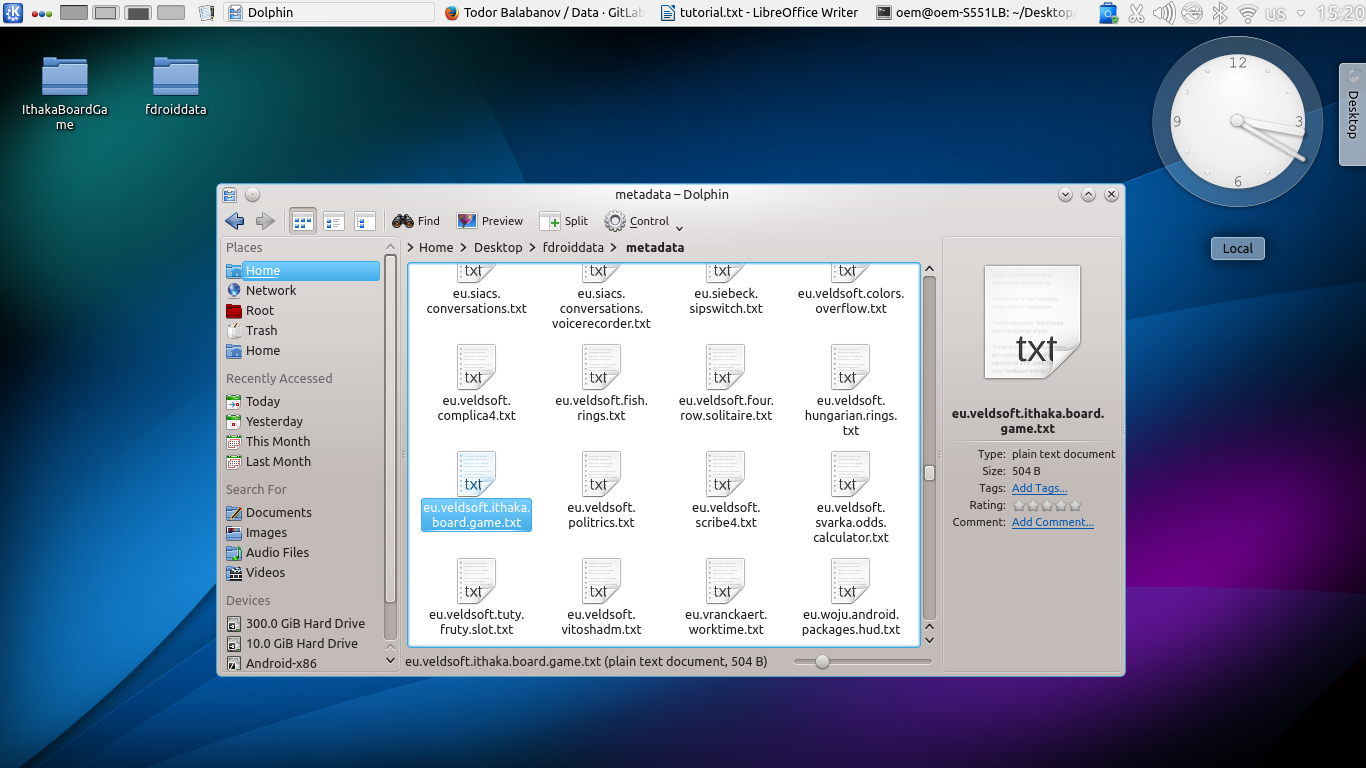 Dolphin
Todor Balabanov / Data · GitLab
tutorial.txt - LibreOffice Writer
oem@oem-S551LB: ~/Desktop/
us
15:20
IthakaBoardGa
me
fdroiddata
12
3
6
9
Local
Desktop
metadata – Dolphin
Find
Preview
Split
Control
Places
Home
Network
Root
Trash
Home
Recently Accessed
Today
Yesterday
This Month
Last Month
Search For
Documents
Images
Audio Files
Videos
Devices
300.0 GiB Hard Drive
10.0 GiB Hard Drive
Android-x86
Home
Desktop
fdroiddata
metadata
txt
txt
txt
txt
eu.siacs.
conversations.txt
eu.siacs.
conversations.
voicerecorder.txt
eu.siebeck.
sipswitch.txt
eu.veldsoft.colors.
overflow.txt
txt
txt
txt
txt
eu.veldsoft.
complica4.txt
eu.veldsoft.fish.
rings.txt
eu.veldsoft.four.
row.solitaire.txt
eu.veldsoft.
hungarian.rings.
txt
txt
txt
txt
txt
eu.veldsoft.ithaka.
board.game.txt
eu.veldsoft.
politrics.txt
eu.veldsoft.
scribe4.txt
eu.veldsoft.
svarka.odds.
calculator.txt
txt
txt
txt
txt
eu.veldsoft.tuty.
fruty.slot.txt
eu.veldsoft.
vitoshadm.txt
eu.vranckaert.
worktime.txt
eu.woju.android.
packages.hud.txt
eu.veldsoft.ithaka.board.game.txt (plain text document, 504 B)
txt
eu.veldsoft.ithaka.board.
game.txt
Type: plain text document
Size: 504 B
Tags: Add Tags...
Rating:
Comment: Add Comment...